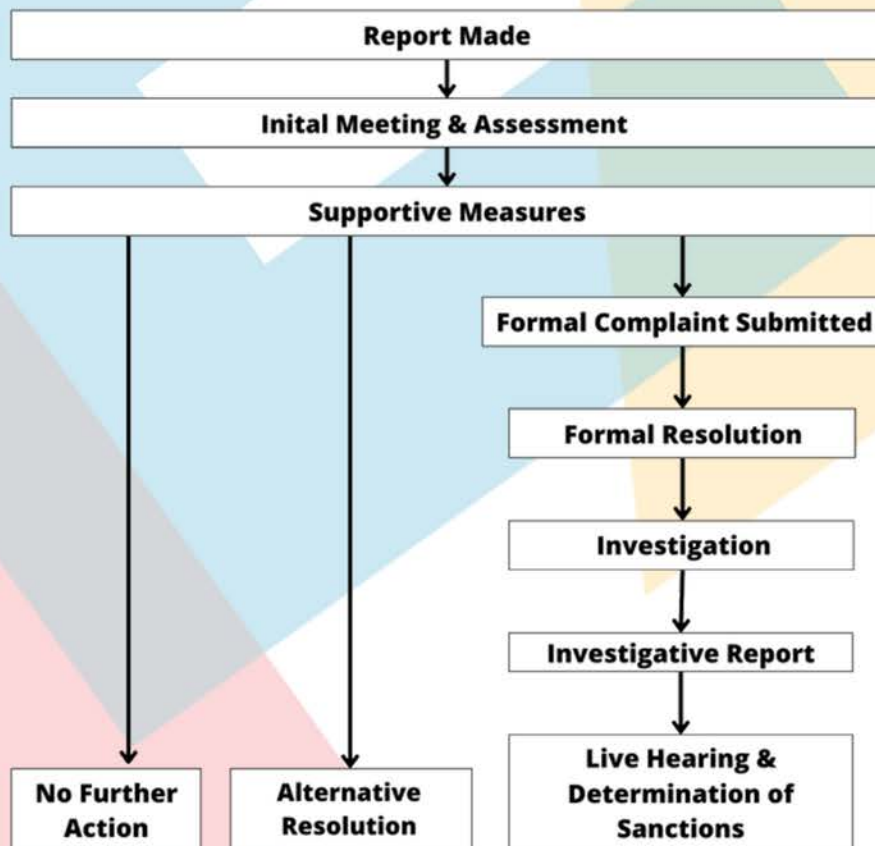 Report Made
Inital Meeting & Assessment
Supportive Measures
Formal Complaint Submitted
Formal Resolution
Investigation
Investigative Report
No Further
Action
Alternative
Resolution
Live Hearing &
Determination of
Sanctions